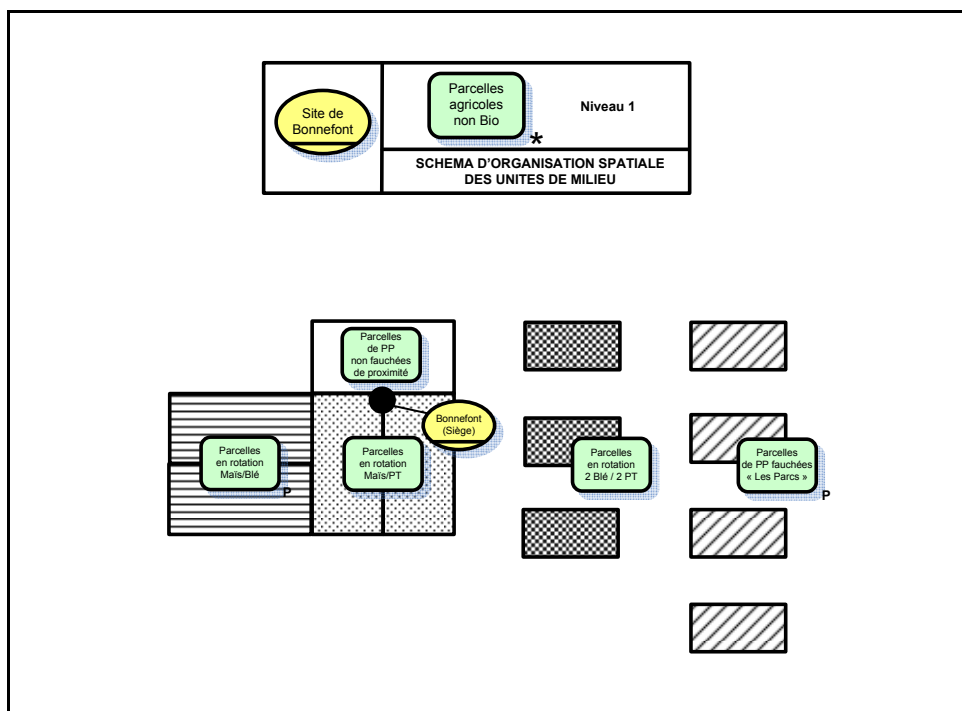 Site de
Bonnefont
Parcelles
agricoles
non Bio
*
Niveau 1
SCHEMA D'ORGANISATION SPATIALE
DES UNITES DE MILIEU
Parcelles
de PP
non fauchées
de proximité
Bonnefont
(Siège)
Parcelles
en rotation
Maïs/Blé
P
Parcelles
en rotation
Maïs/PT
Parcelles
en rotation
2 Blé / 2 PT
Parcelles
de PP fauchées
« Les Parcs »
P